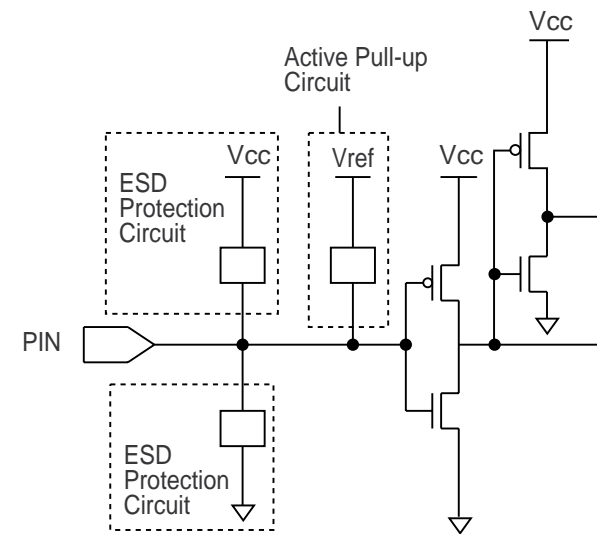 Vcc
Active Pull-up
Circuit
Vcc
Vref
Vcc
ESD
Protection
Circuit
PIN
ESD
Protection
Circuit